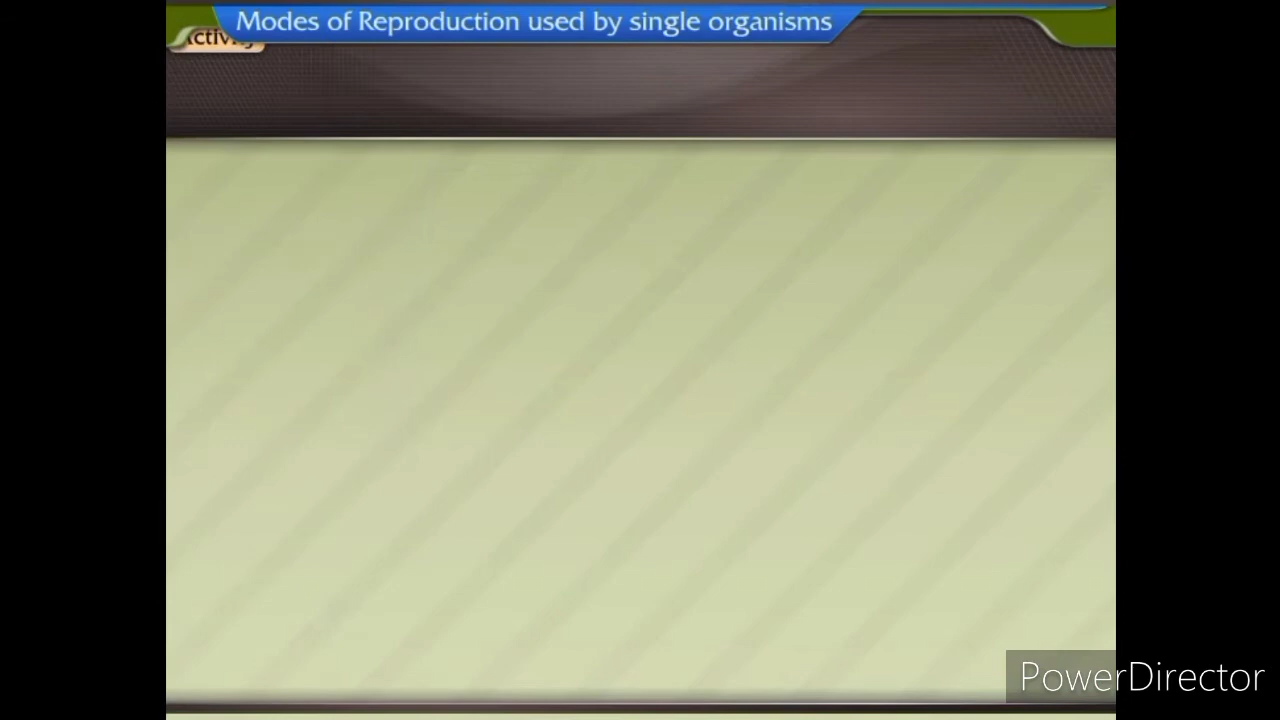 Modes of Reproduction used by single organisms
PowerDirector